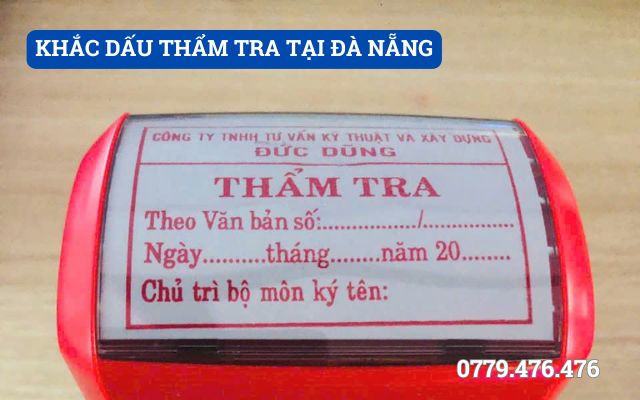 KHẮC DẤU THẨM TRA TẠI ĐÀ NẴNG
CÔNG TY TNHH TƯ VẤN KỸ THUẬT VÀ XÂY DỰNG
ĐỨC DŨNG
THẨM TRA
Theo Văn bản số:................/................
Ngày..........tháng........năm 20........
Chủ trì bộ môn ký tên:
0779.476.476